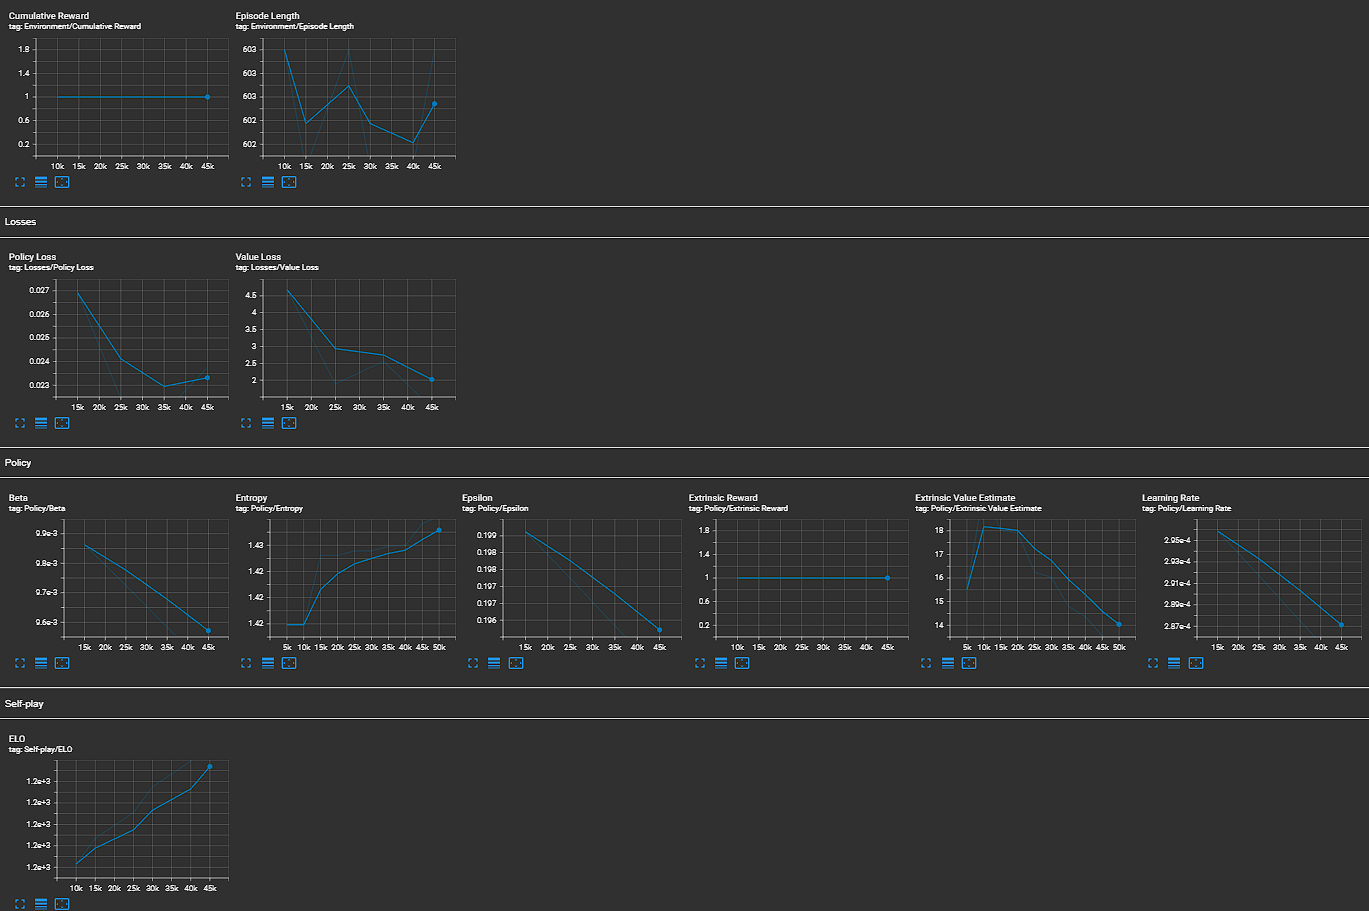 Cumulative Reward
tag: Environment/Cumulative Reward
1.8
1.4
1
0.6
0.2
10k 15k 20k 25k 30k 35k 40k 45k
Episode Length
tag: Environment/Episode Length
603
603
603
602
602
10k 15k 20k 25k 30k 35k 40k 45k
Losses
Policy Loss
tag: Losses/Policy Loss
0.027
0.026
0.025
0.024
0.023
15k 20k 25k 30k 35k 40k 45k
Value Loss
tag: Losses/Value Loss
4.5
4
3.5
3
2.5
2
15k 20k 25k 30k 35k 40k 45k
Policy
Beta
tag: Policy/Beta
9.9e-3
9.8e-3
9.7e-3
9.6e-3
15k 20k 25k 30k 35k 40k 45k
Entropy
tag: Policy/Entropy
1.43
1.42
1.42
1.42
5k 10k 15k 20k 25k 30k 35k 40k 45k 50k
Epsilon
tag: Policy/Epsilon
0.199
0.198
0.198
0.197
0.197
0.196
15k 20k 25k 30k 35k 40k 45k
Extrinsic Reward
tag: Policy/Extrinsic Reward
1.8
1.4
1
0.6
0.2
10k 15k 20k 25k 30k 35k 40k 45k
Extrinsic Value Estimate
tag: Policy/Extrinsic Value Estimate
18
17
16
15
14
5k 10k 15k 20k 25k 30k 35k 40k 45k 50k
Learning Rate
tag: Policy/Learning Rate
2.95e-4
2.93e-4
2.91e-4
2.89e-4
2.87e-4
15k 20k 25k 30k 35k 40k 45k
Self-play
ELO
tag: Self-play/ELO
1.2e+3
1.2e+3
1.2e+3
1.2e+3
1.2e+3
10k 15k 20k 25k 30k 35k 40k 45k